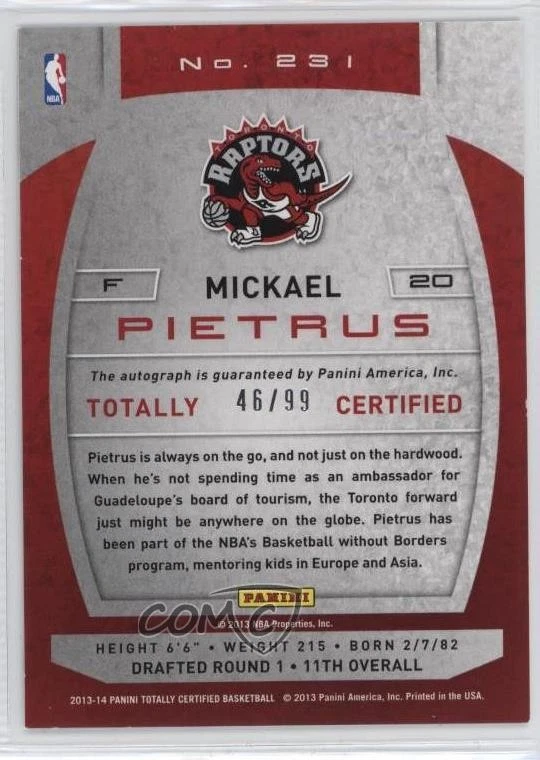 No. 231
NBA
TORONTO
RAPTORS
F
MICKAEL
20
PIETRUS
The autograph is guaranteed by Panini America, Inc.
TOTALLY 46/99 CERTIFIED
Pietrus is always on the go, and not just on the hardwood.
When he's not spending time as an ambassador for
Guadeloupe's board of tourism, the Toronto forward
just might be anywhere on the globe. Pietrus has
been part of the NBA's Basketball without Borders
program, mentoring kids in Europe and Asia.
PANINI
COMC
© 2013 NBA Properties, Inc.
HEIGHT 6'6" • WEIGHT 215 • BORN 2/7/82
DRAFTED ROUND 1 • 11TH OVERALL
2013-14 PANINI TOTALLY CERTIFIED BASKETBALL © 2013 Panini America, Inc. Printed in the USA.